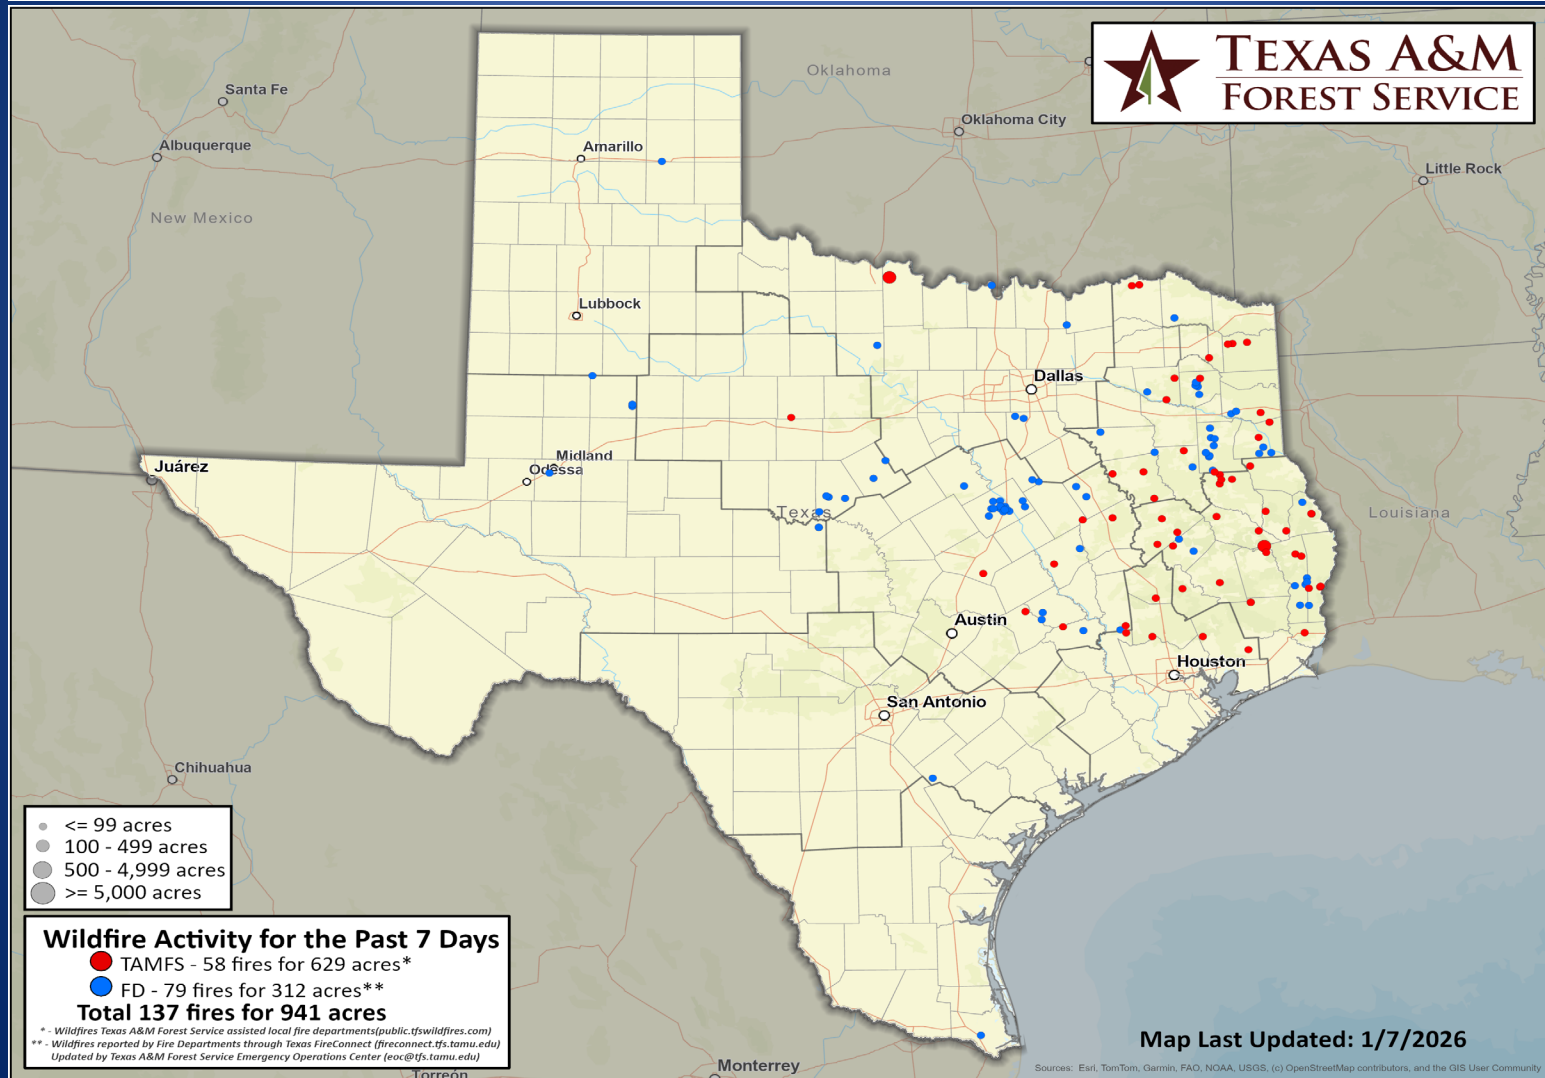 TEXAS A&M
FOREST SERVICE
Oklahoma
Santa Fe
Oklahoma City
Albuquerque
Amarillo
Little Rock
New Mexico
Lubbock
Dallas
Midland
Odessa
Juárez
Texas
Louisiana
Austin
Houston
San Antonio
Chihuahua
<= 99 acres
100 - 499 acres
500 - 4,999 acres
>= 5,000 acres
Wildfire Activity for the Past 7 Days
TAMFS - 58 fires for 629 acres*
FD - 79 fires for 312 acres**
Total 137 fires for 941 acres
* - Wildfires Texas A&M Forest Service assisted local fire departments(public.tfswildfires.com)
** - Wildfires reported by Fire Departments through Texas FireConnect (fireconnect.tfs.tamu.edu)
Updated by Texas A&M Forest Service Emergency Operations Center (eoc@tfs.tamu.edu)
Map Last Updated: 1/7/2026
Monterrey
Torreón
Sources: Esri, TomTom, Garmin, FAO, NOAA, USGS, (c) OpenStreetMap contributors, and the GIS User Community